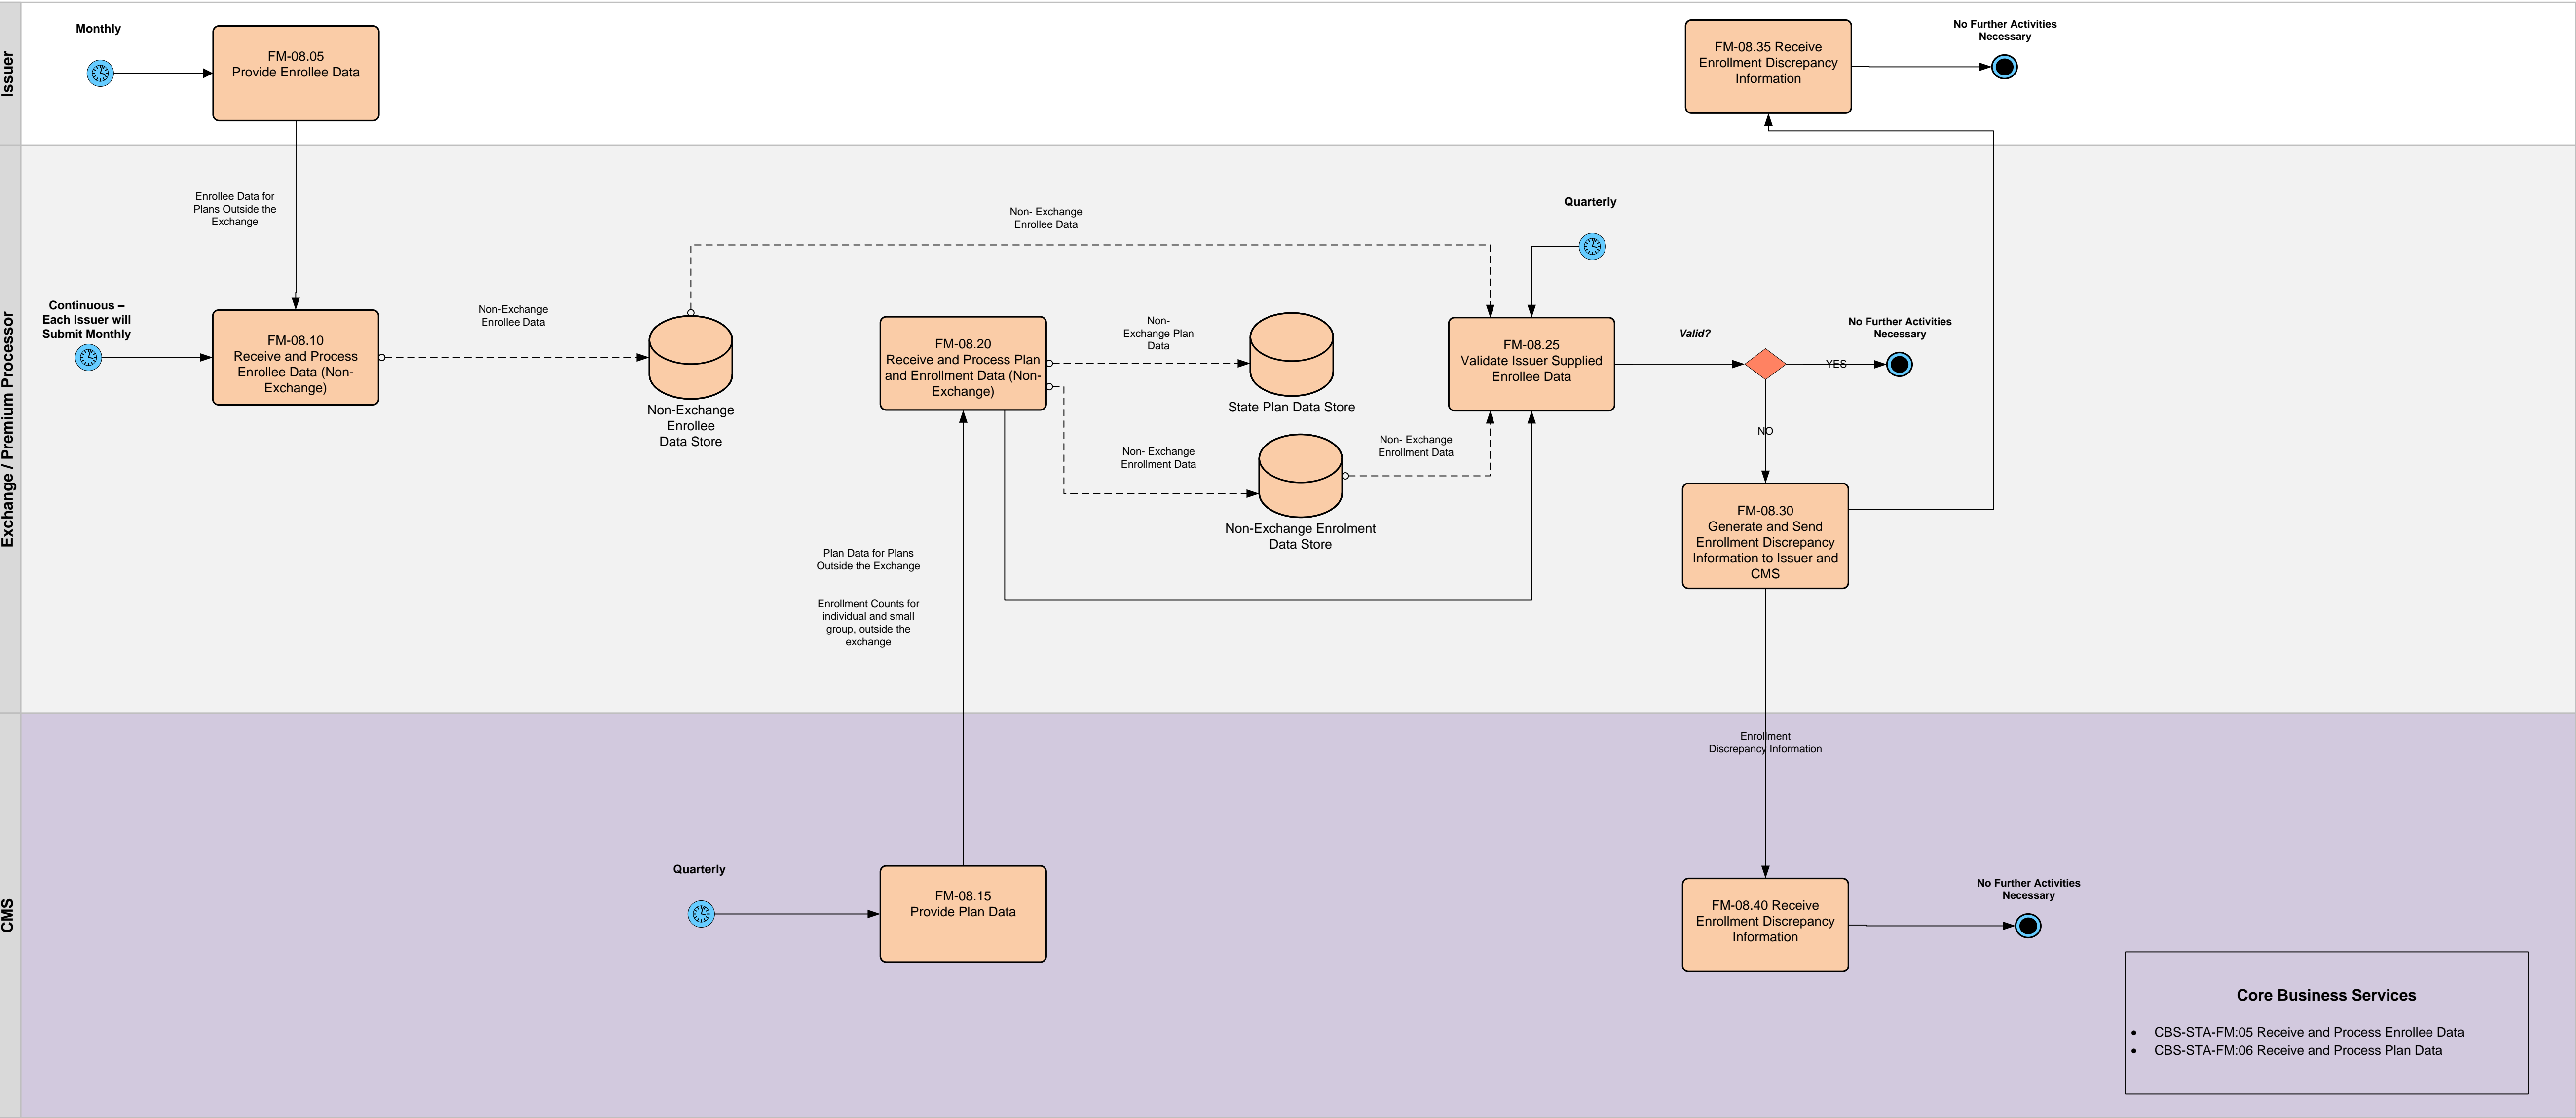 Issuer
Monthly
FM-08.05
Provide Enrollee Data
FM-08.35 Receive
Enrollment Discrepancy
Information
No Further Activities
Necessary
Exchange / Premium Processor
Enrollee Data for
Plans Outside the
Exchange
Continuous –
Each Issuer will
Submit Monthly
FM-08.10
Receive and Process
Enrollee Data (Non-
Exchange)
Non-Exchange
Enrollee Data
Non-Exchange
Enrollee
Data Store
Non- Exchange
Enrollee Data
FM-08.20
Receive and Process Plan
and Enrollment Data (Non-
Exchange)
Non-
Exchange Plan
Data
State Plan Data Store
Non- Exchange
Enrollment Data
Non-Exchange Enrolment
Data Store
Non- Exchange
Enrollment Data
Quarterly
FM-08.25
Validate Issuer Supplied
Enrollee Data
Valid?
YES
No Further Activities
Necessary
NO
FM-08.30
Generate and Send
Enrollment Discrepancy
Information to Issuer and
CMS
Plan Data for Plans
Outside the Exchange
Enrollment Counts for
individual and small
group, outside the
exchange
CMS
Quarterly
FM-08.15
Provide Plan Data
Enrollment
Discrepancy Information
FM-08.40 Receive
Enrollment Discrepancy
Information
No Further Activities
Necessary
Core Business Services
• CBS-STA-FM:05 Receive and Process Enrollee Data
• CBS-STA-FM:06 Receive and Process Plan Data